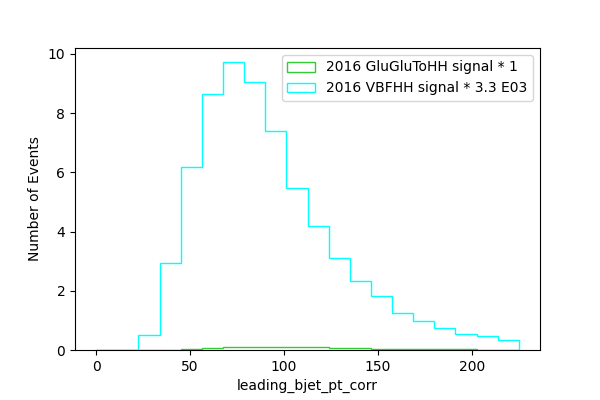 2016 GluGluToHH signal * 1
2016 VBFHH signal * 3.3 E03
Number of Events
10
8
6
4
2
0
0 50 100 150 200
leading_bjet_pt_corr